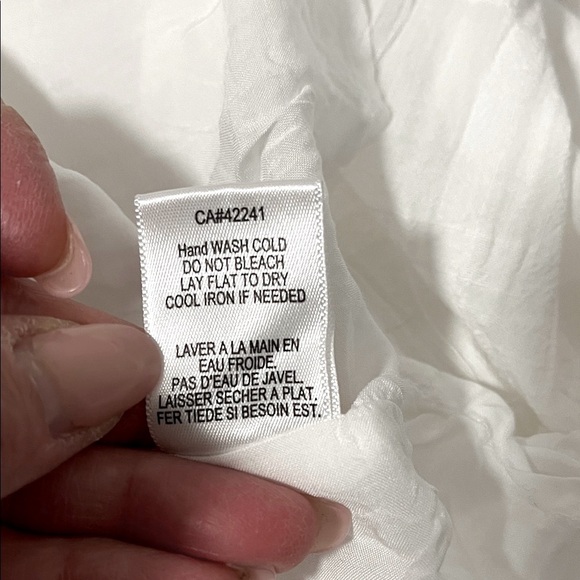 CA#42241
Hand WASH COLD
DO NOT BLEACH
LAY FLAT TO DRY
COOL IRON IF NEEDED
LAVER A LA MAIN EN
EAU FROIDE.
PAS D'EAU DE JAVEL.
LAISSER SECHER A PLAT.
FER TIEDE SI BESOIN EST.